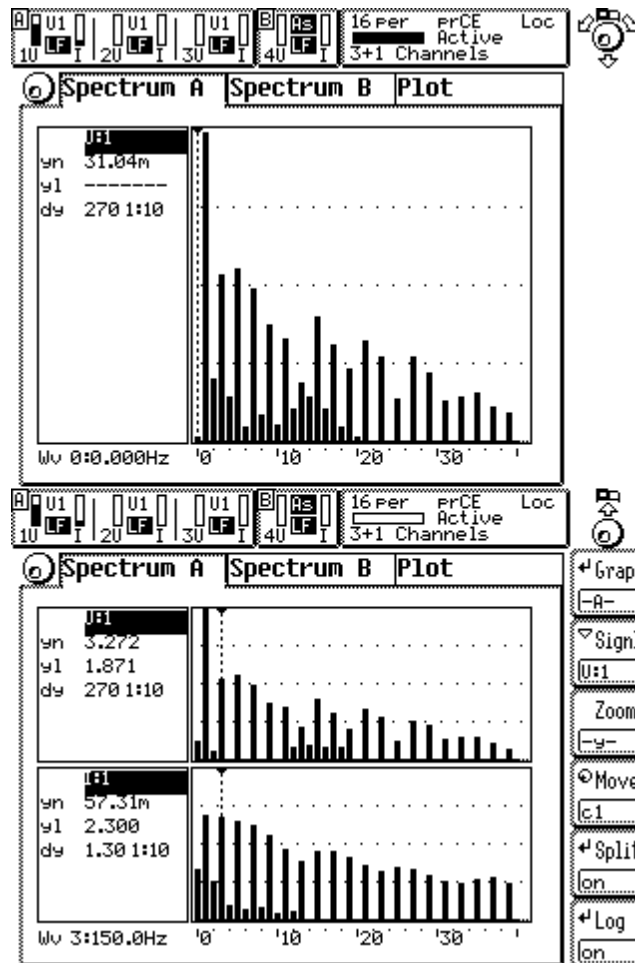 A U1 U1 U1 B As 16 per prCE Loc
LF LF LF LF Active
1U I 2U I 3U I 4U I 3+1 Channels
Spectrum A Spectrum B Plot
U:1
yn 31.04m
yl -------
dy 270 1:10
Wv 0:0.000Hz '0 '10 '20 '30
A U1 U1 U1 B As 16 per prCE Loc
LF LF LF LF Active
1U I 2U I 3U I 4U I 3+1 Channels
Spectrum A Spectrum B Plot
Grap
-A-
U:1
yn 3.272
yl 1.871
dy 270 1:10
Sign
U:1
Zoom
-y-
I:1
yn 57.31m
yl 2.300
dy 1.30 1:10
Move
c1
Split
on
Log
on
Wv 3:150.0Hz '0 '10 '20 '30